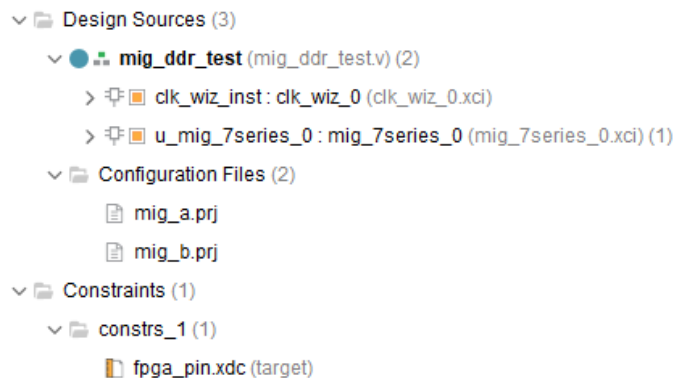 Design Sources (3)
mig_ddr_test (mig_ddr_test.v) (2)
clk_wiz_inst : clk_wiz_0 (clk_wiz_0.xci)
u_mig_7series_0 : mig_7series_0 (mig_7series_0.xci) (1)
Configuration Files (2)
mig_a.prj
mig_b.prj
Constraints (1)
constrs_1 (1)
fpga_pin.xdc (target)